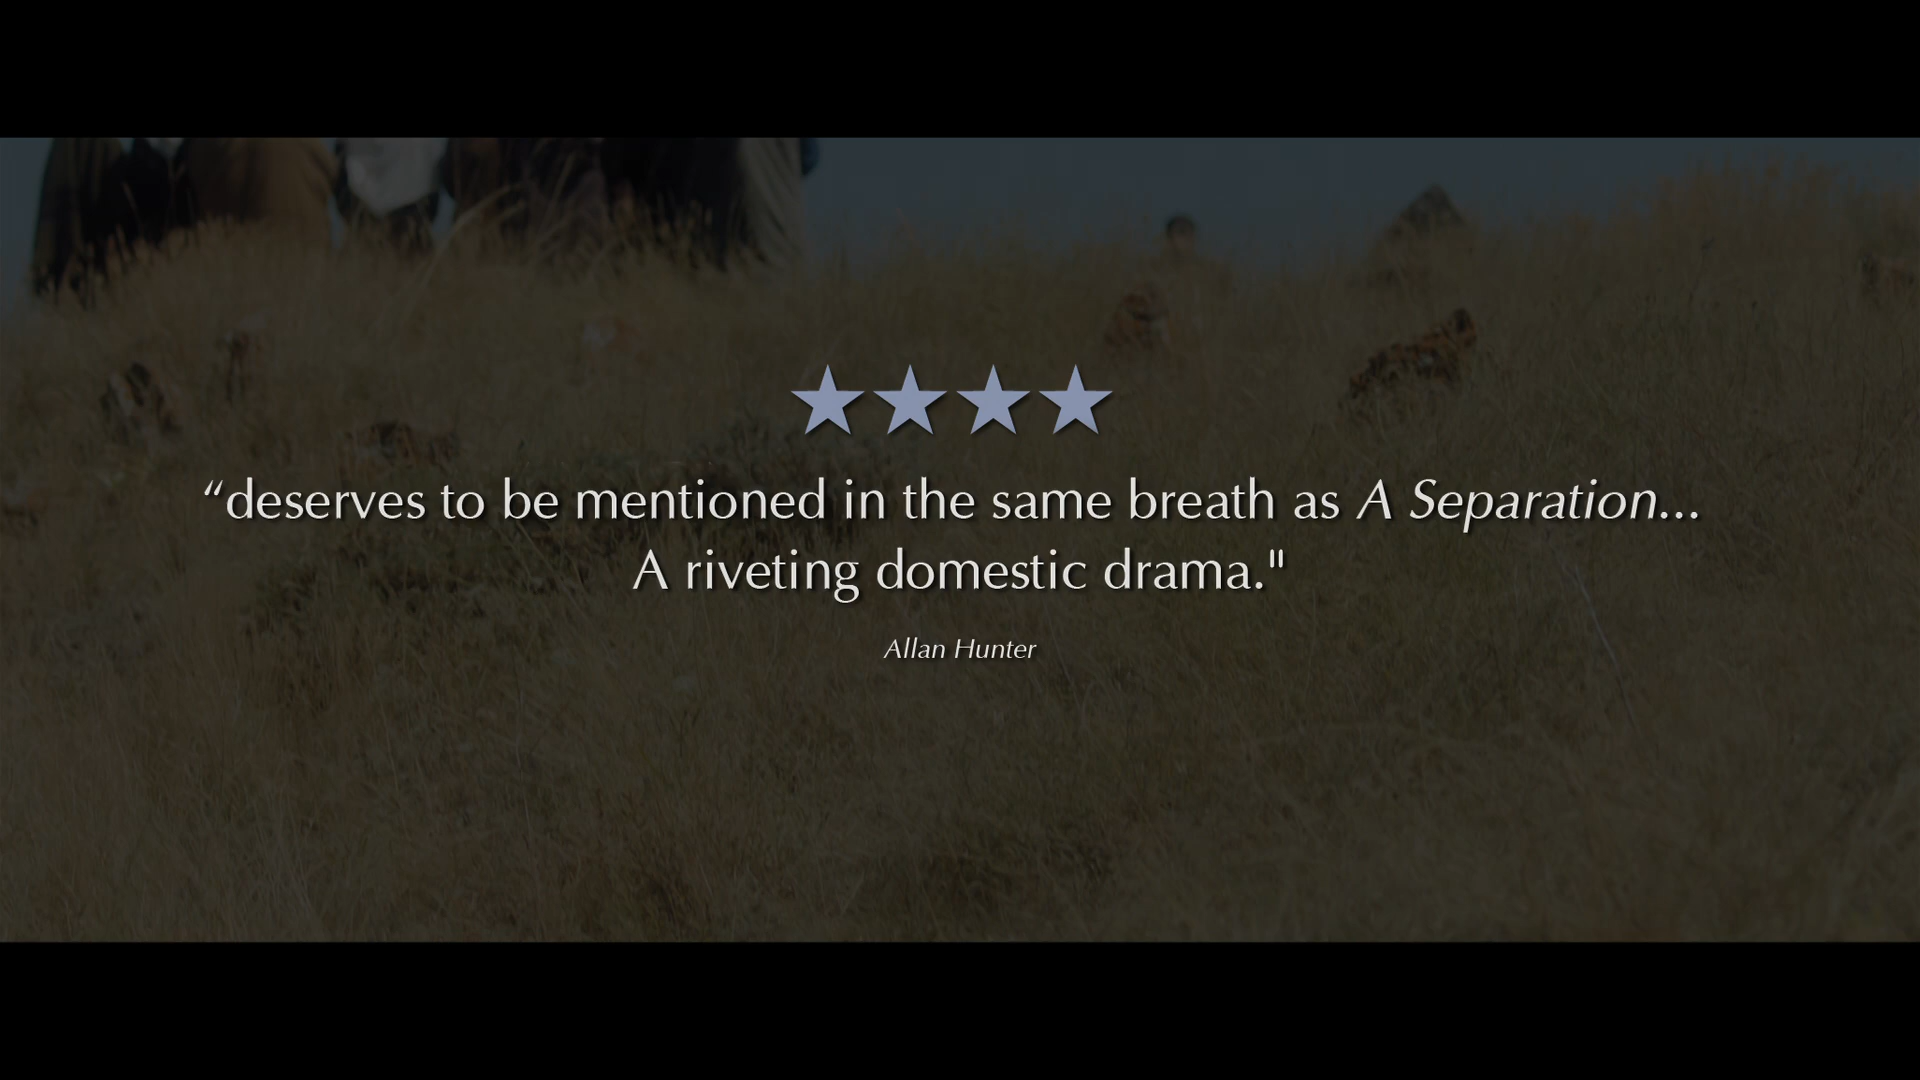 ★★★★
“deserves to be mentioned in the same breath as A Separation...
A riveting domestic drama."
Allan Hunter